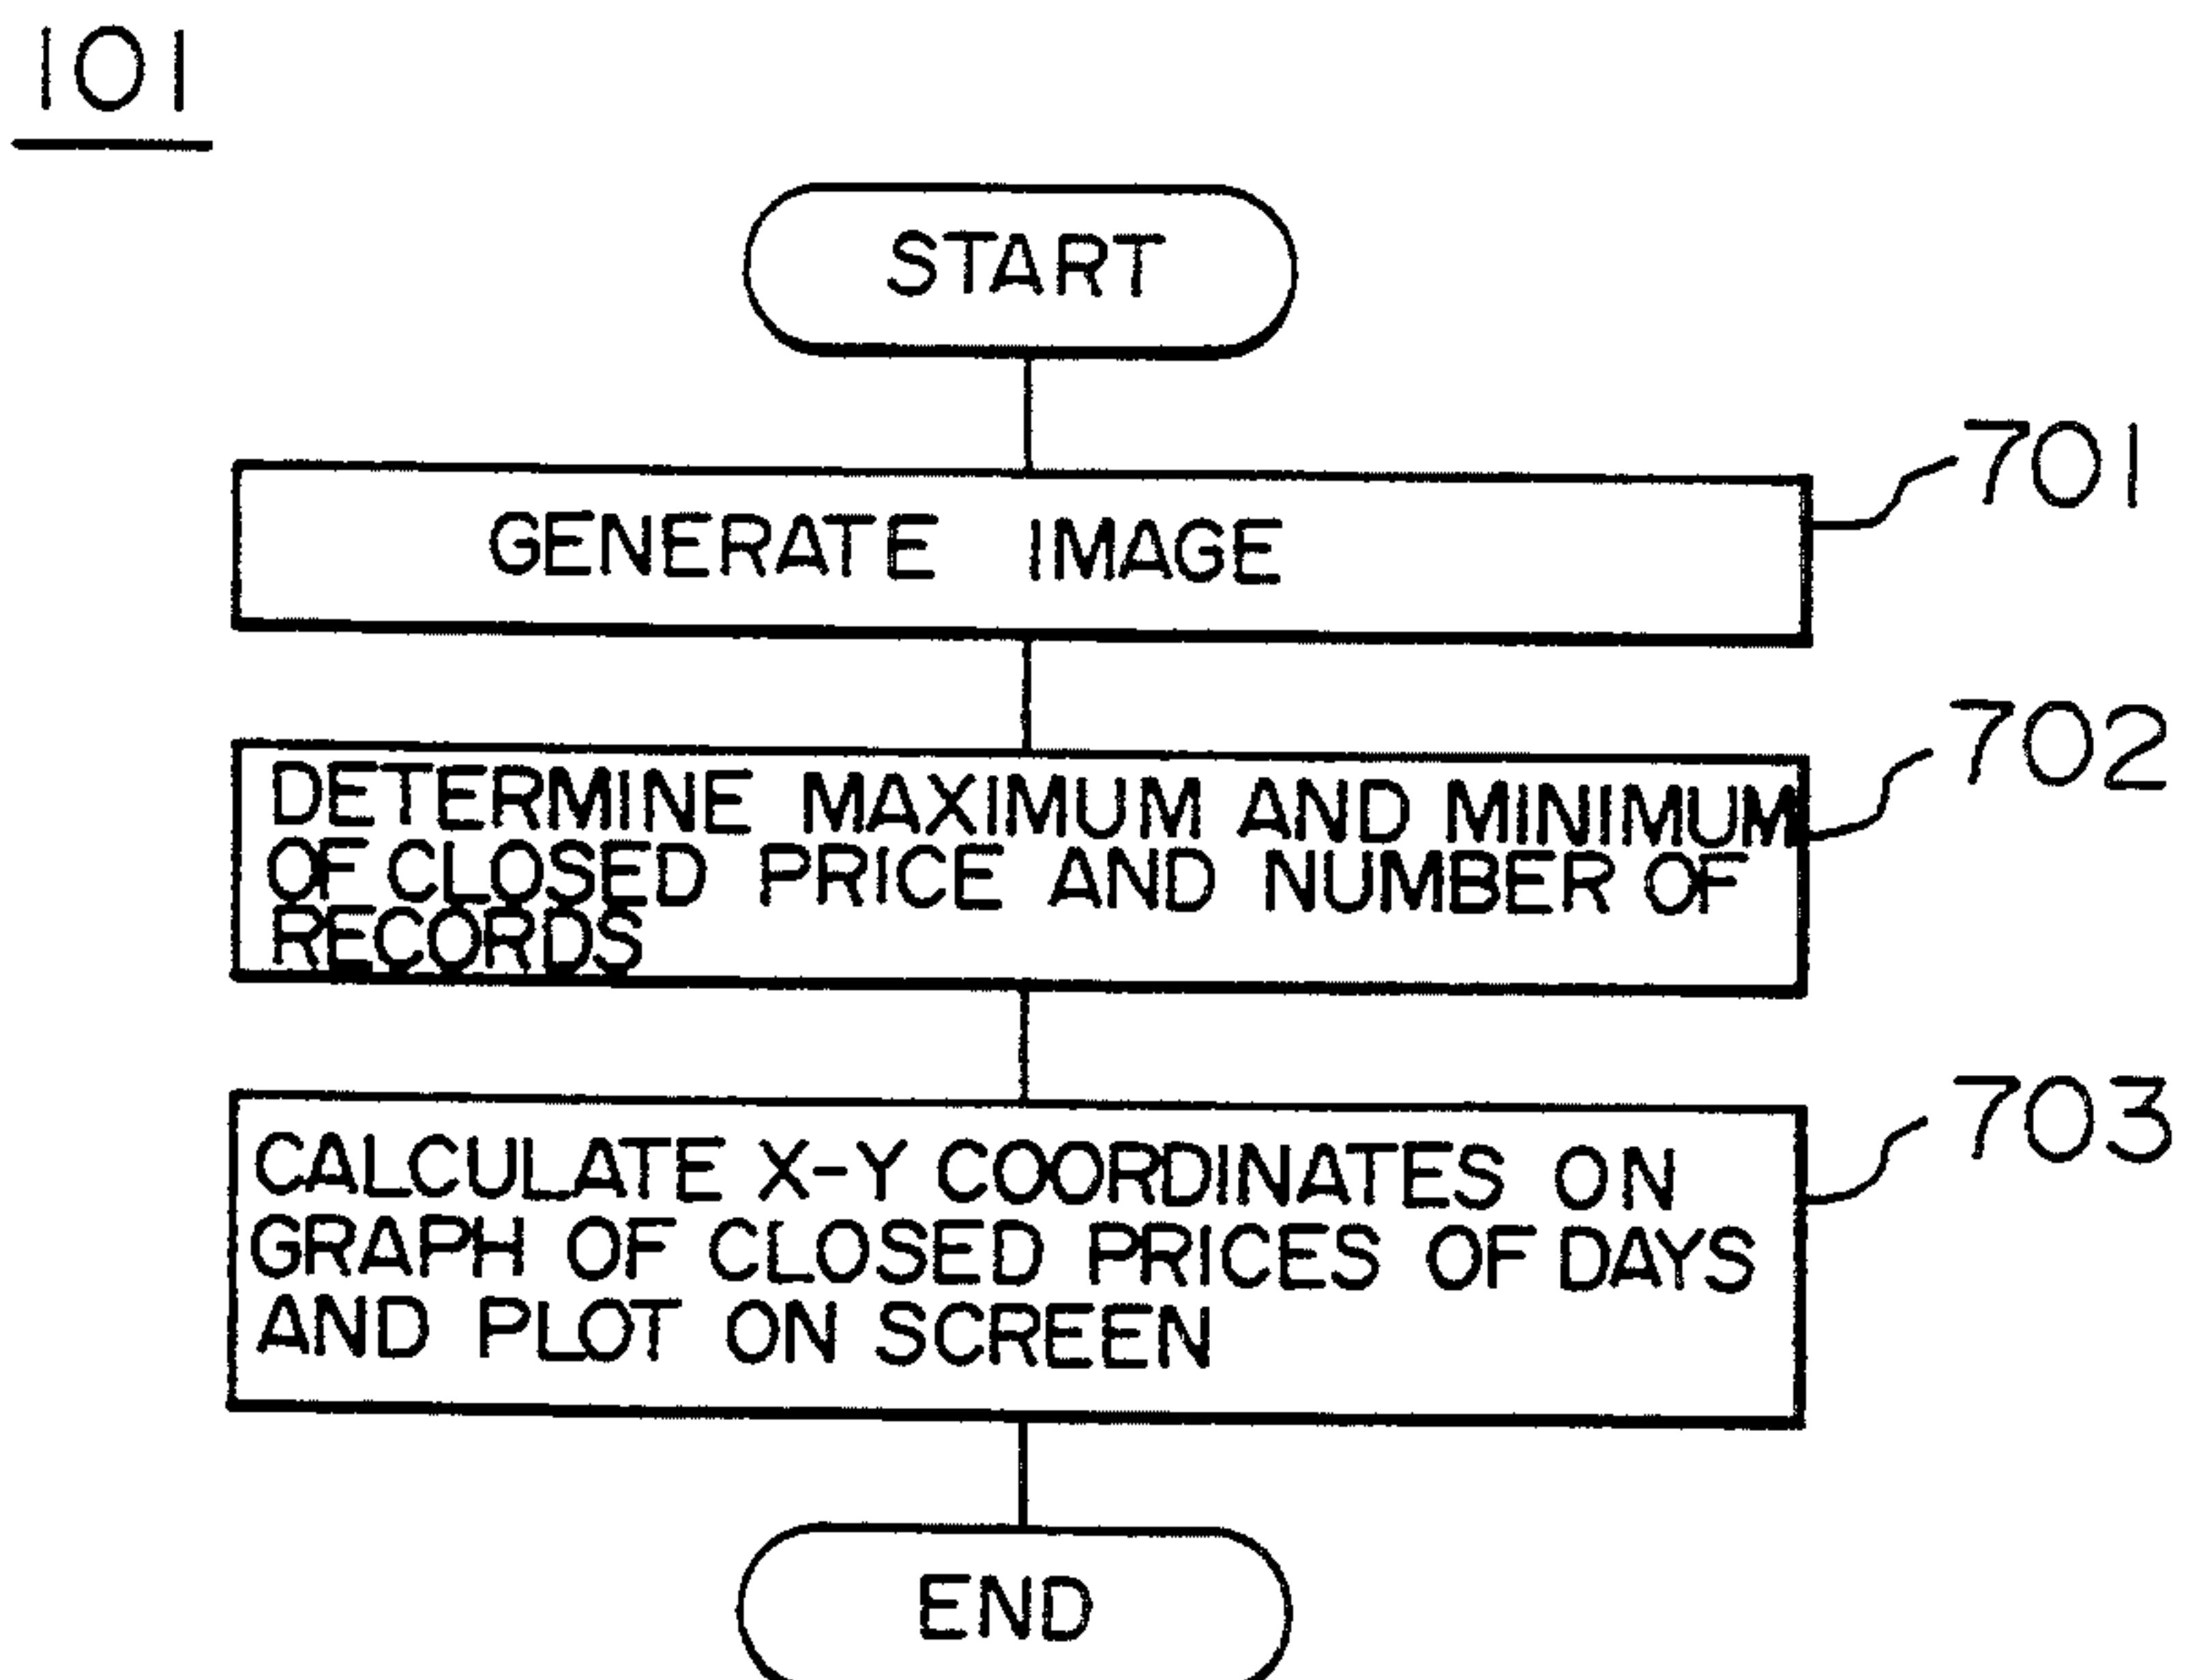 101
START
701
GENERATE IMAGE
702
DETERMINE MAXIMUM AND MINIMUM
OF CLOSED PRICE AND NUMBER OF
RECORDS
703
CALCULATE X-Y COORDINATES ON
GRAPH OF CLOSED PRICES OF DAYS
AND PLOT ON SCREEN
END